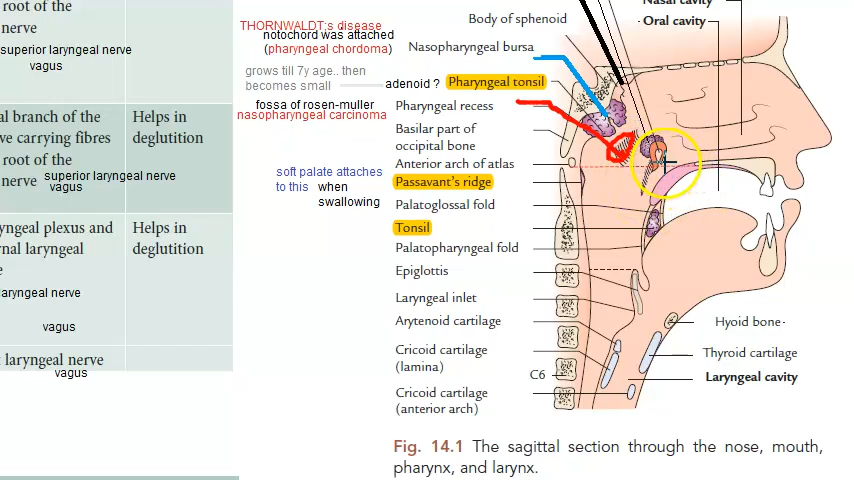 root of the
nerve
superior laryngeal nerve
vagus
al branch of the
ve carrying fibres
root of the
nerve
superior laryngeal nerve
vagus
Helps in
deglutition
yngeal plexus and
rnal laryngeal
e
laryngeal nerve
vagus
Helps in
deglutition
t laryngeal nerve
vagus
THORNWALDT;s disease
notochord was attached
(pharyngeal chordoma)
grows till 7y age.. then
becomes small
adenoid ?
fossa of rosen-muller
nasopharyngeal carcinoma
soft palate attaches
to this when
swallowing
Body of sphenoid
Nasopharyngeal bursa
Pharyngeal tonsil
Pharyngeal recess
Basilar part of
occipital bone
Anterior arch of atlas
Passavant's ridge
Palatoglossal fold
Tonsil
Palatopharyngeal fold
Epiglottis
Laryngeal inlet
Arytenoid cartilage
Cricoid cartilage
(lamina)
C6
Cricoid cartilage
(anterior arch)
Nasal cavity
Oral cavity
Hyoid bone
Thyroid cartilage
Laryngeal cavity
Fig. 14.1 The sagittal section through the nose, mouth,
pharynx, and larynx.